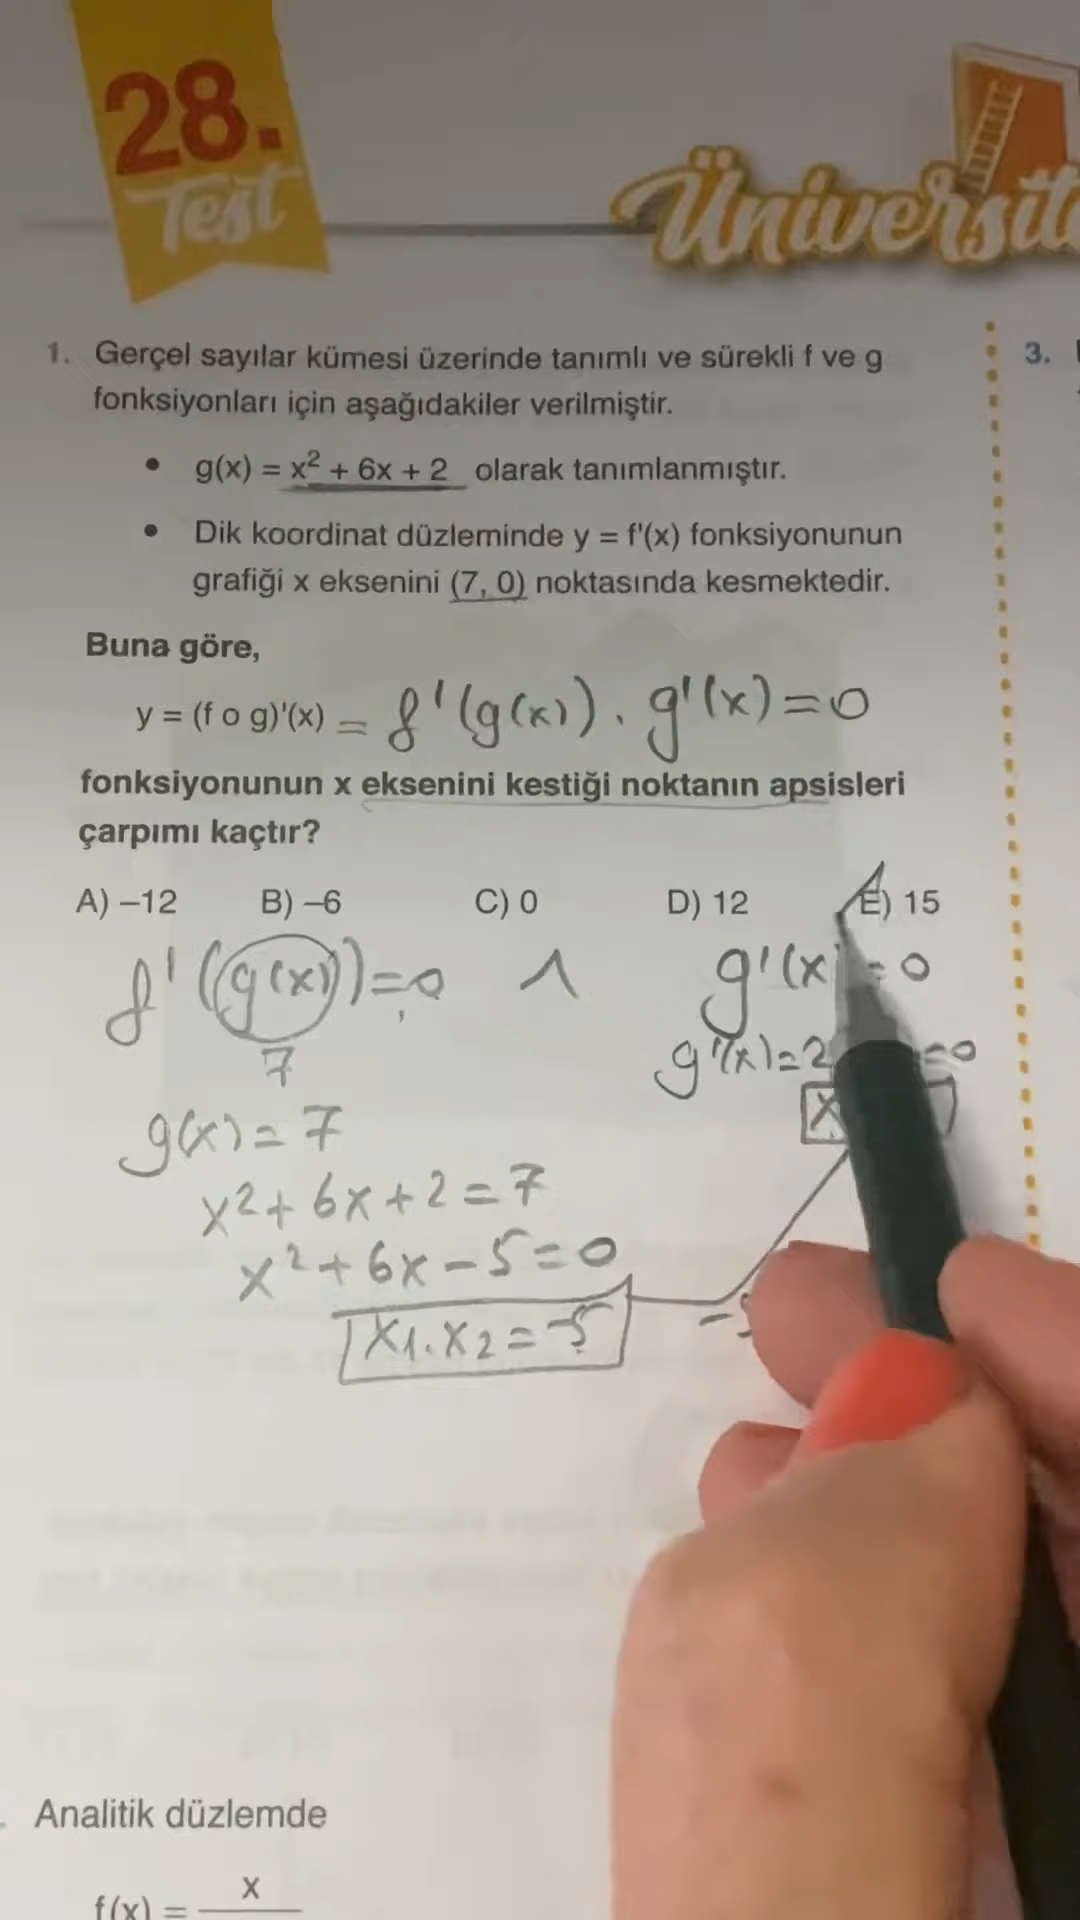 28.
Test
Üniversit
1. Gerçel sayılar kümesi üzerinde tanımlı ve sürekli f ve g
fonksiyonları için aşağıdakiler verilmiştir.
• g(x) = x² + 6x + 2 olarak tanımlanmıştır.
• Dik koordinat düzleminde y = f'(x) fonksiyonunun
grafiği x eksenini (7, 0) noktasında kesmektedir.
Buna göre,
y = (f o g)'(x) = f'(g(x)) . g'(x) = 0
fonksiyonunun x eksenini kestiği noktanın apsisleri
çarpımı kaçtır?
A) –12 B) –6 C) 0 D) 12 E) 15
f'(g(x)) = 0 ∧ g'(x) = 0
7
g'(x) = 2 = 0
g(x) = 7
x
x² + 6x + 2 = 7
x² + 6x - 5 = 0
x₁ . x₂ = -5
3.
Analitik düzlemde
f(x) = x